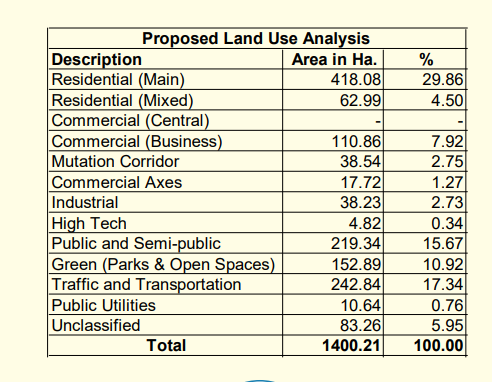 Proposed Land Use Analysis
Description Area in Ha. %
Residential (Main) 418.08 29.86
Residential (Mixed) 62.99 4.50
Commercial (Central) - -
Commercial (Business) 110.86 7.92
Mutation Corridor 38.54 2.75
Commercial Axes 17.72 1.27
Industrial 38.23 2.73
High Tech 4.82 0.34
Public and Semi-public 219.34 15.67
Green (Parks & Open Spaces) 152.89 10.92
Traffic and Transportation 242.84 17.34
Public Utilities 10.64 0.76
Unclassified 83.26 5.95
Total 1400.21 100.00